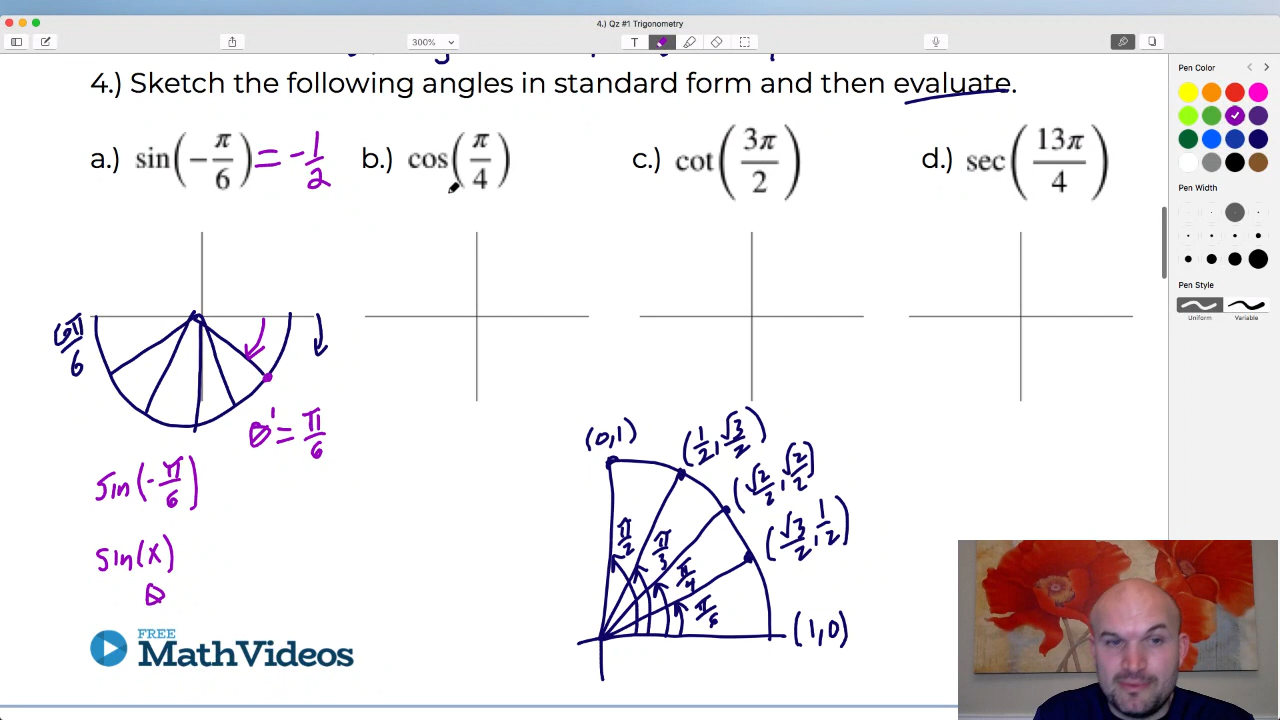 4.) Qz #1 Trigonometry
300%
T
4.) Sketch the following angles in standard form and then evaluate.
a.) sin(-π/6) = -1/2
b.) cos(π/4)
c.) cot(3π/2)
d.) sec(13π/4)
6π/6
θ' = π/6
sin(-π/6)
sin(x)
θ
(0,1)
(1/2, √3/2)
(√2/2, √2/2)
(√3/2, 1/2)
(1,0)
π/2
π/3
π/4
π/6
FREE
MathVideos
Pen Color
Pen Width
Pen Style
Uniform
Variable